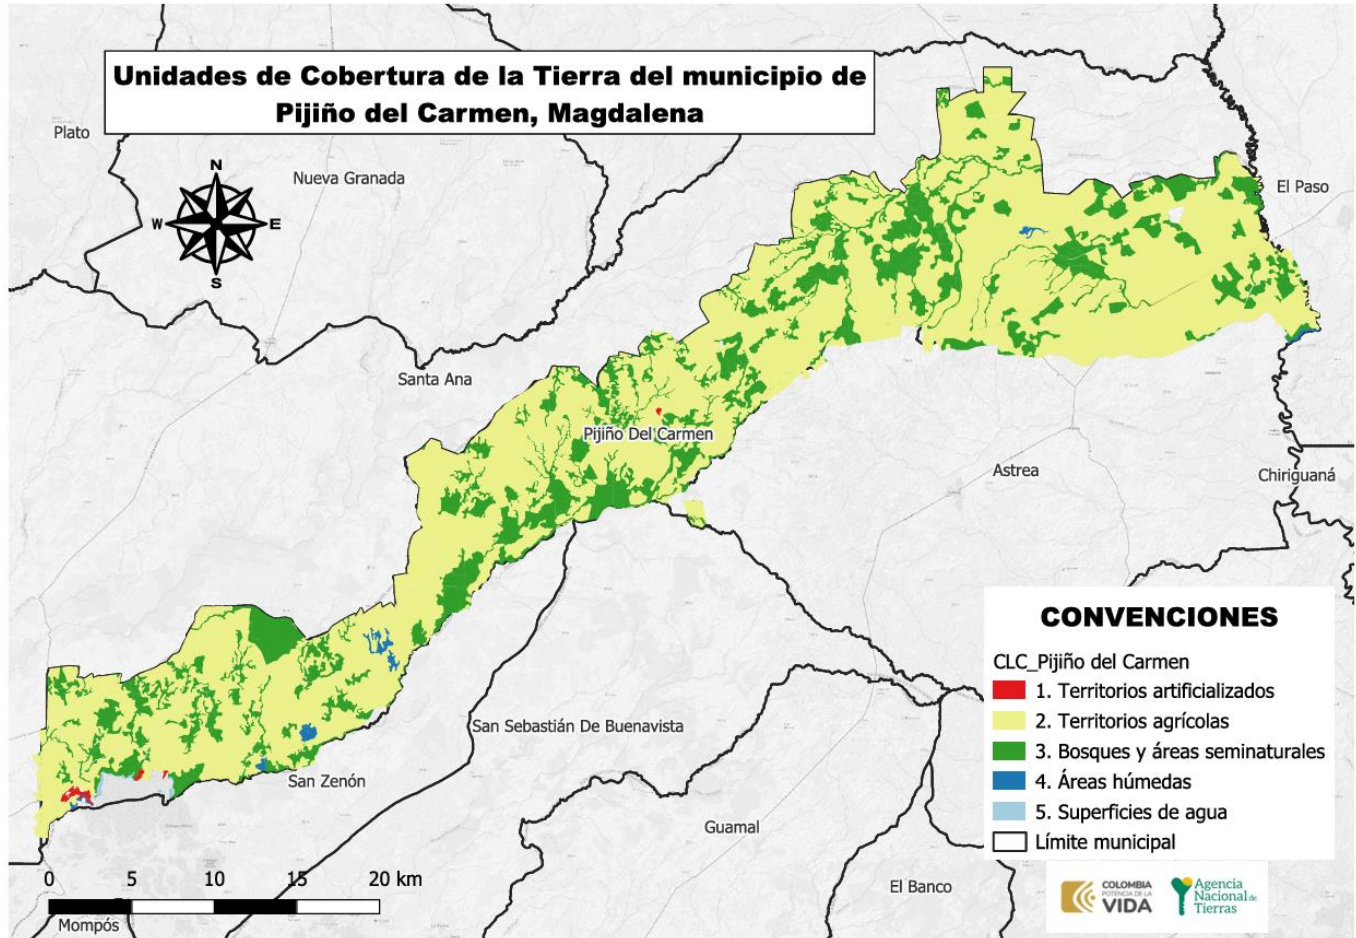 Unidades de Cobertura de la Tierra del municipio de
Pijiño del Carmen, Magdalena
Plato
Nueva Granada
N
W
E
S
El Paso
Santa Ana
Pijiño Del Carmen
Astrea
Chiriguaná
San Sebastián De Buenavista
San Zenón
Guamal
El Banco
Mompós
0 5 10 15 20 km
CONVENCIONES
CLC_Pijiño del Carmen
1. Territorios artificializados
2. Territorios agrícolas
3. Bosques y áreas seminaturales
4. Áreas húmedas
5. Superficies de agua
Límite municipal
COLOMBIA
POTENCIA DE LA
VIDA
Agencia
Nacional de
Tierras